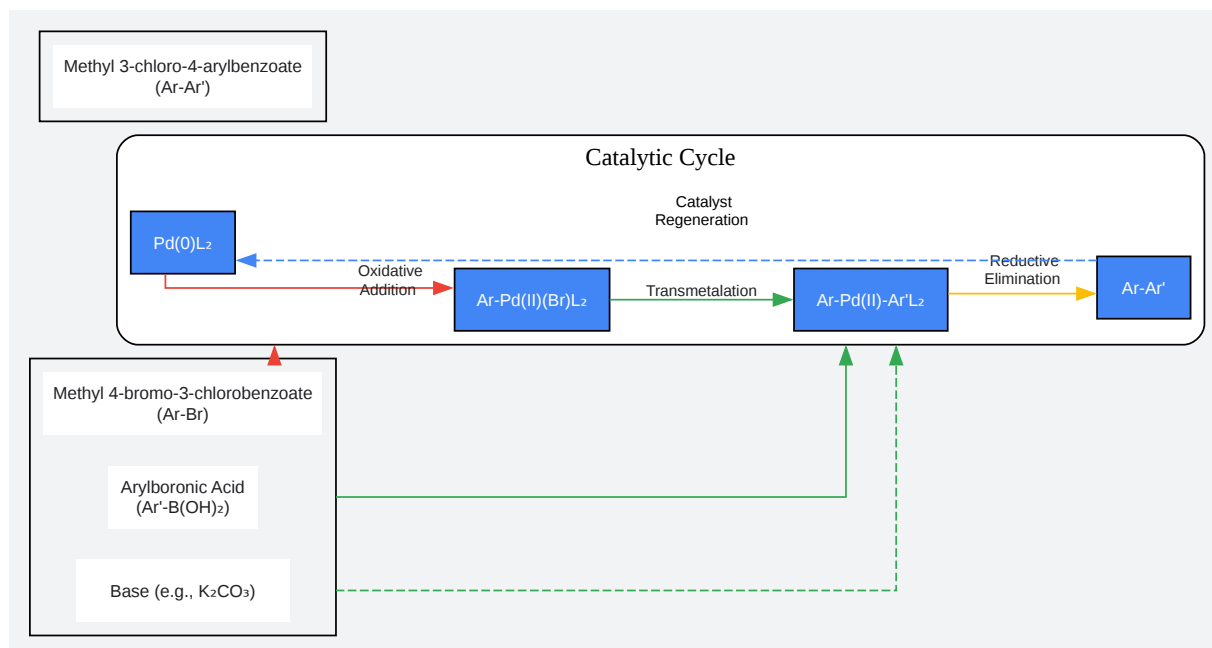 Methyl 3-chloro-4-arylbenzoate
(Ar-Ar')
Catalytic Cycle
Catalyst
Regeneration
Pd(0)L₂
Oxidative
Addition
Ar-Pd(II)(Br)L₂
Transmetalation
Ar-Pd(II)-Ar'L₂
Reductive
Elimination
Ar-Ar'
Methyl 4-bromo-3-chlorobenzoate
(Ar-Br)
Arylboronic Acid
(Ar'-B(OH)₂)
Base (e.g., K₂CO₃)